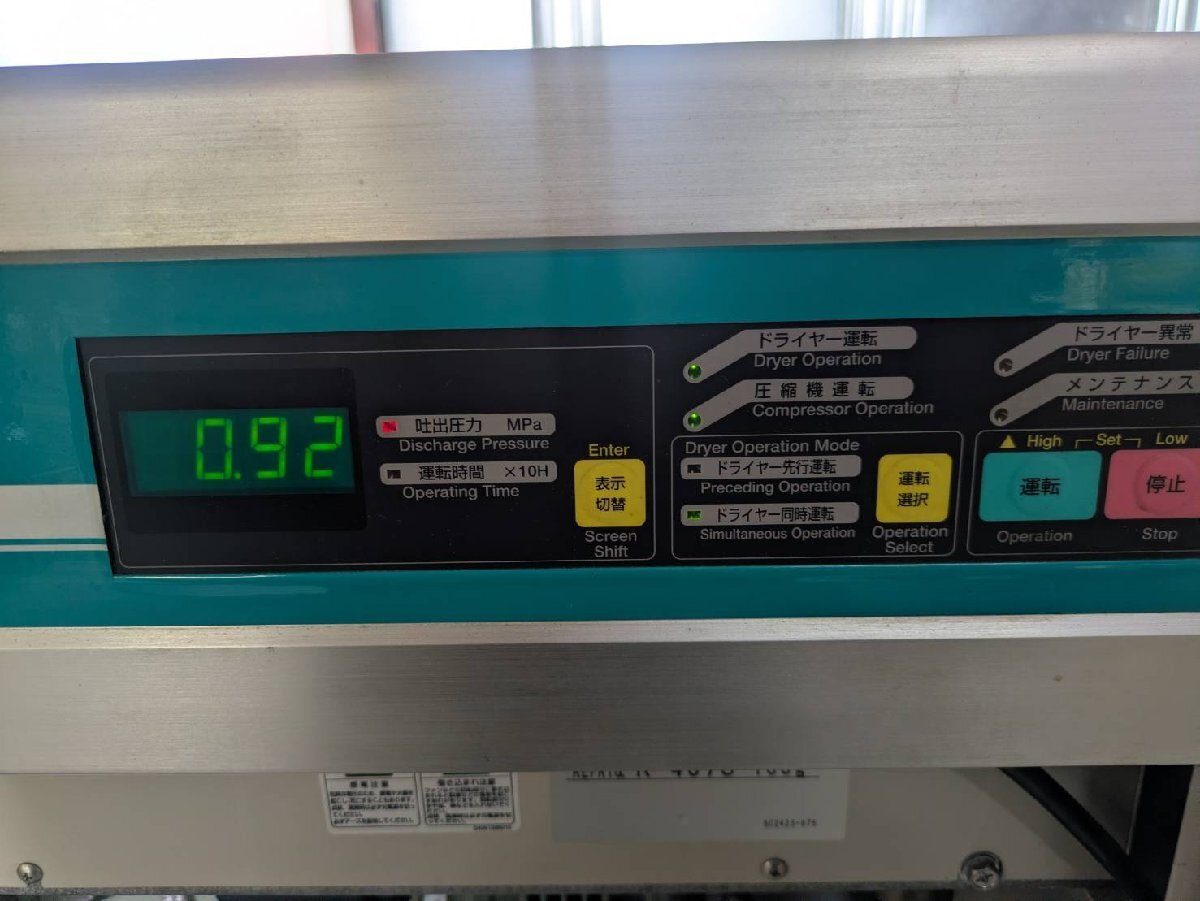 0.92
吐出圧力 MPa
Discharge Pressure
運転時間 ×10H
Operating Time
Enter
表示
切替
Screen
Shift
ドライヤー運転
Dryer Operation
圧縮機運転
Compressor Operation
Dryer Operation Mode
ドライヤー先行運転
Preceding Operation
ドライヤー同時運転
Simultaneous Operation
運転
選択
Operation
Select
ドライヤー異常
Dryer Failure
メンテナンス
Maintenance
▲ High Set Low
運転
Operation
停止
Stop